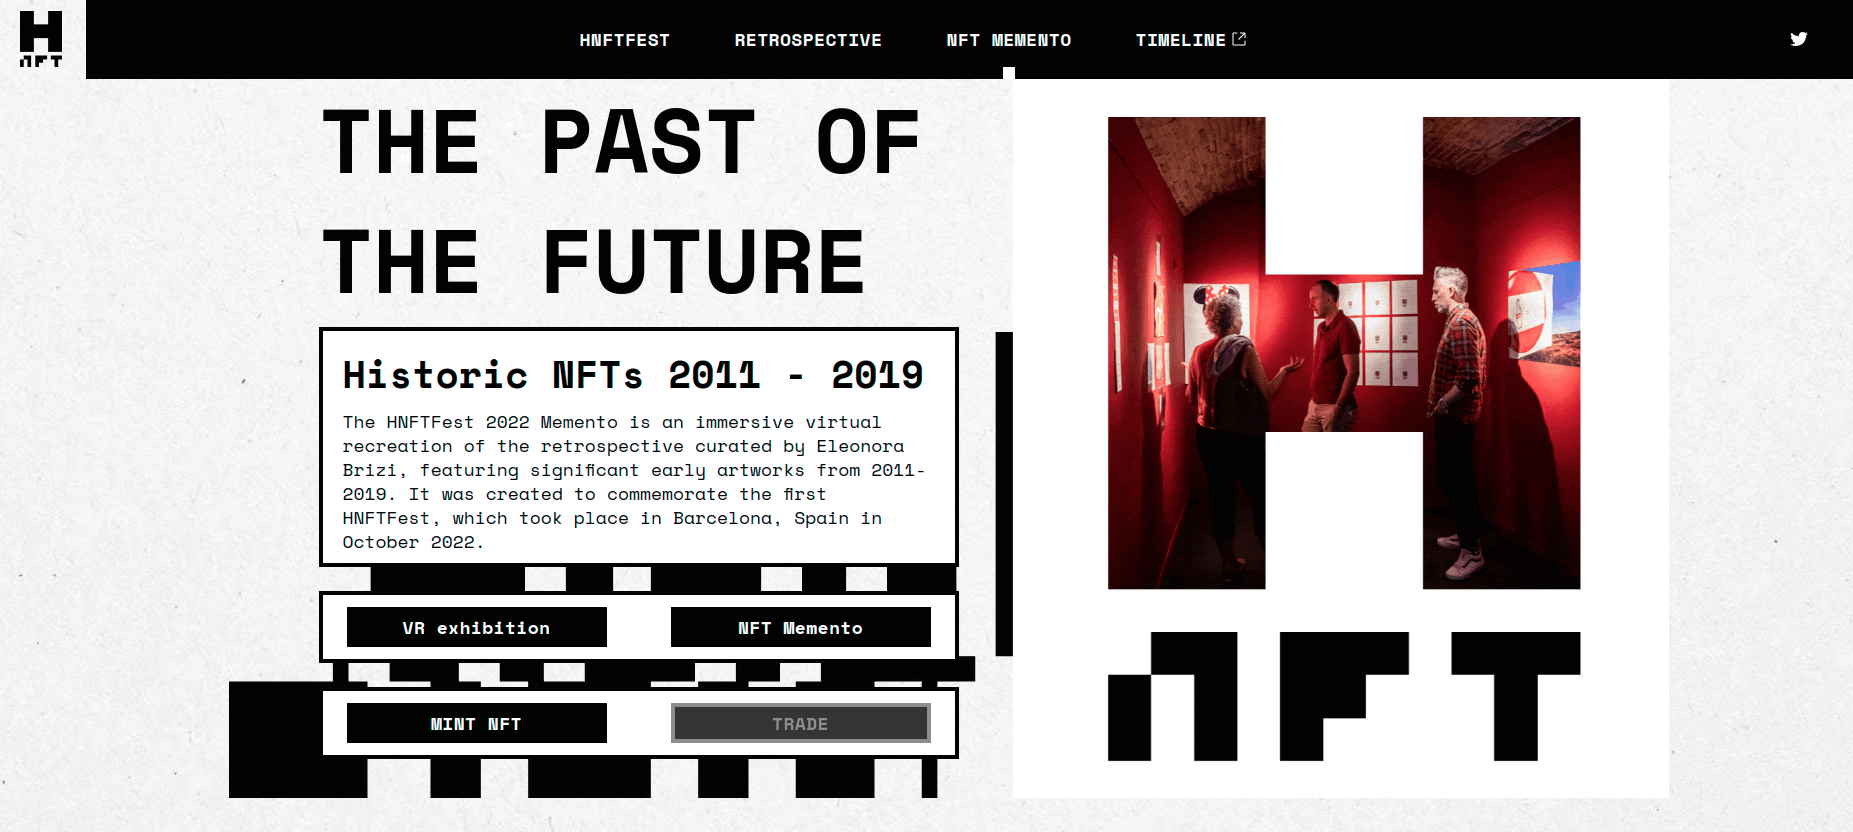 H
NFT
HNFTFEST
RETROSPECTIVE
NFT MEMENTO
TIMELINE
THE PAST OF
THE FUTURE
Historic NFTs 2011 - 2019
The HNFTFest 2022 Memento is an immersive virtual
recreation of the retrospective curated by Eleonora
Brizi, featuring significant early artworks from 2011-
2019. It was created to commemorate the first
HNFTFest, which took place in Barcelona, Spain in
October 2022.
VR exhibition
NFT Memento
MINT NFT
TRADE
H
NFT